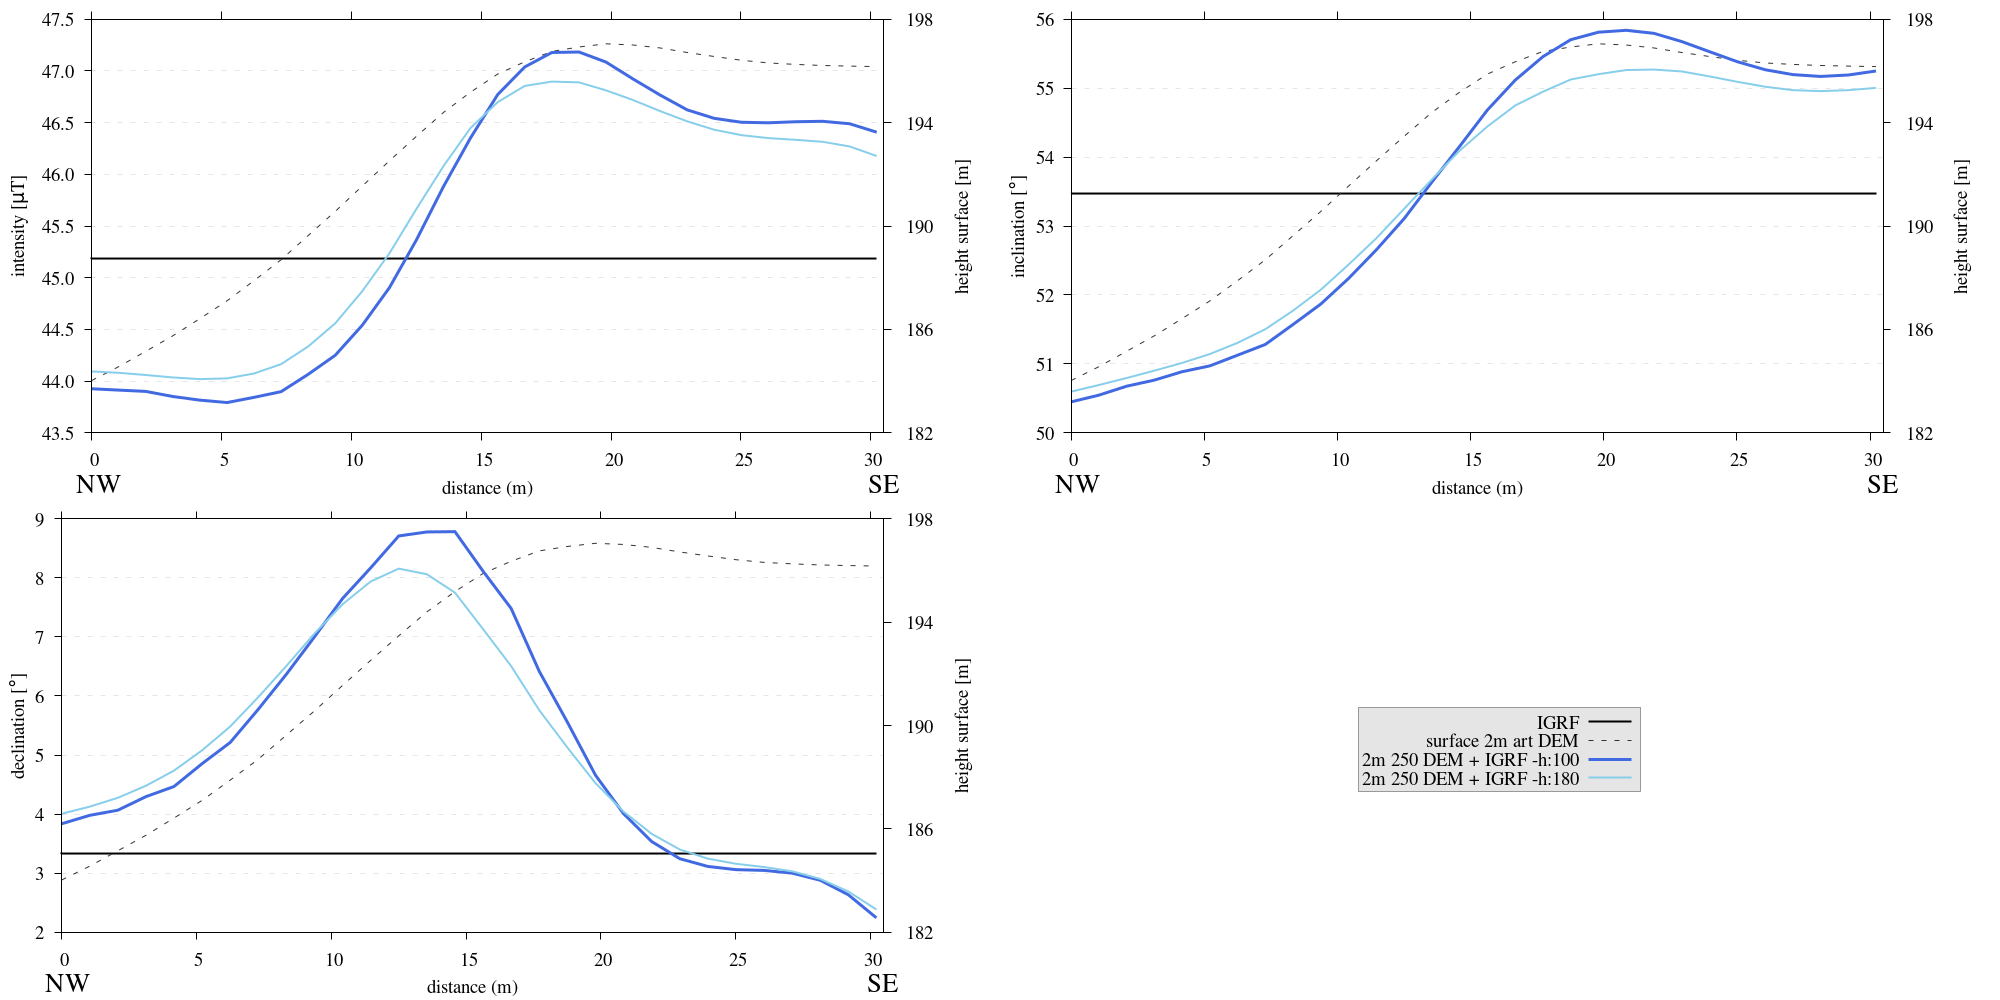 47.5
47.0
46.5
46.0
45.5
45.0
44.5
44.0
43.5
intensity [µT]
198
194
190
186
182
height surface [m]
0 5 10 15 20 25 30
NW distance (m) SE
56
55
54
53
52
51
50
inclination [°]
198
194
190
186
182
height surface [m]
0 5 10 15 20 25 30
NW distance (m) SE
9
8
7
6
5
4
3
2
declination [°]
198
194
190
186
182
height surface [m]
0 5 10 15 20 25 30
NW distance (m) SE
IGRF
surface 2m art DEM
2m 250 DEM + IGRF -h:100
2m 250 DEM + IGRF -h:180